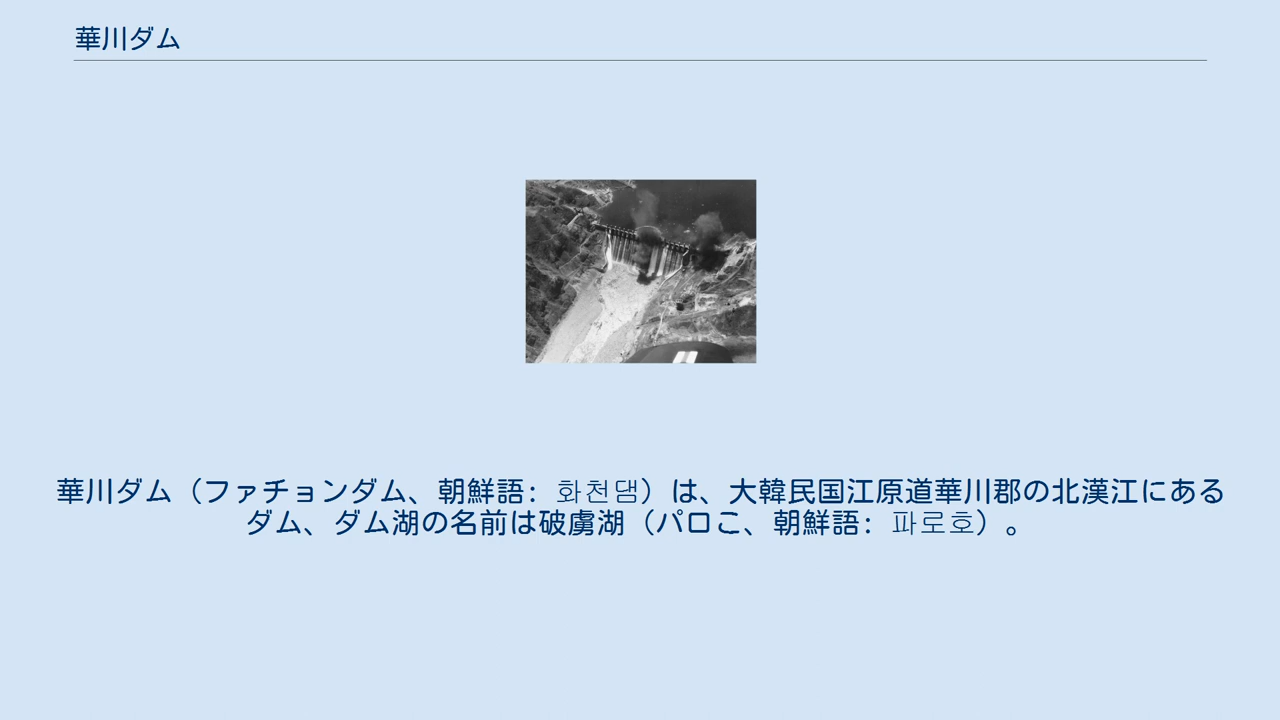 華川ダム
華川ダム（ファチョンダム、朝鮮語：화천댐）は、大韓民国江原道華川郡の北漢江にある
ダム、ダム湖の名前は破虜湖（パロこ、朝鮮語：파로호）。